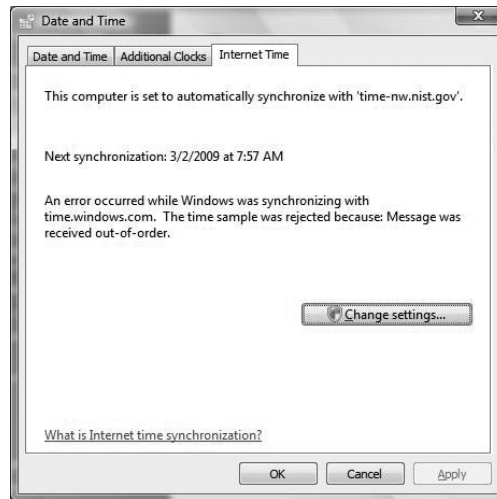 Date and Time
X
Date and Time Additional Clocks Internet Time
This computer is set to automatically synchronize with 'time-nw.nist.gov'.
Next synchronization: 3/2/2009 at 7:57 AM
An error occurred while Windows was synchronizing with
time.windows.com. The time sample was rejected because: Message was
received out-of-order.
Change settings...
What is Internet time synchronization?
OK Cancel Apply